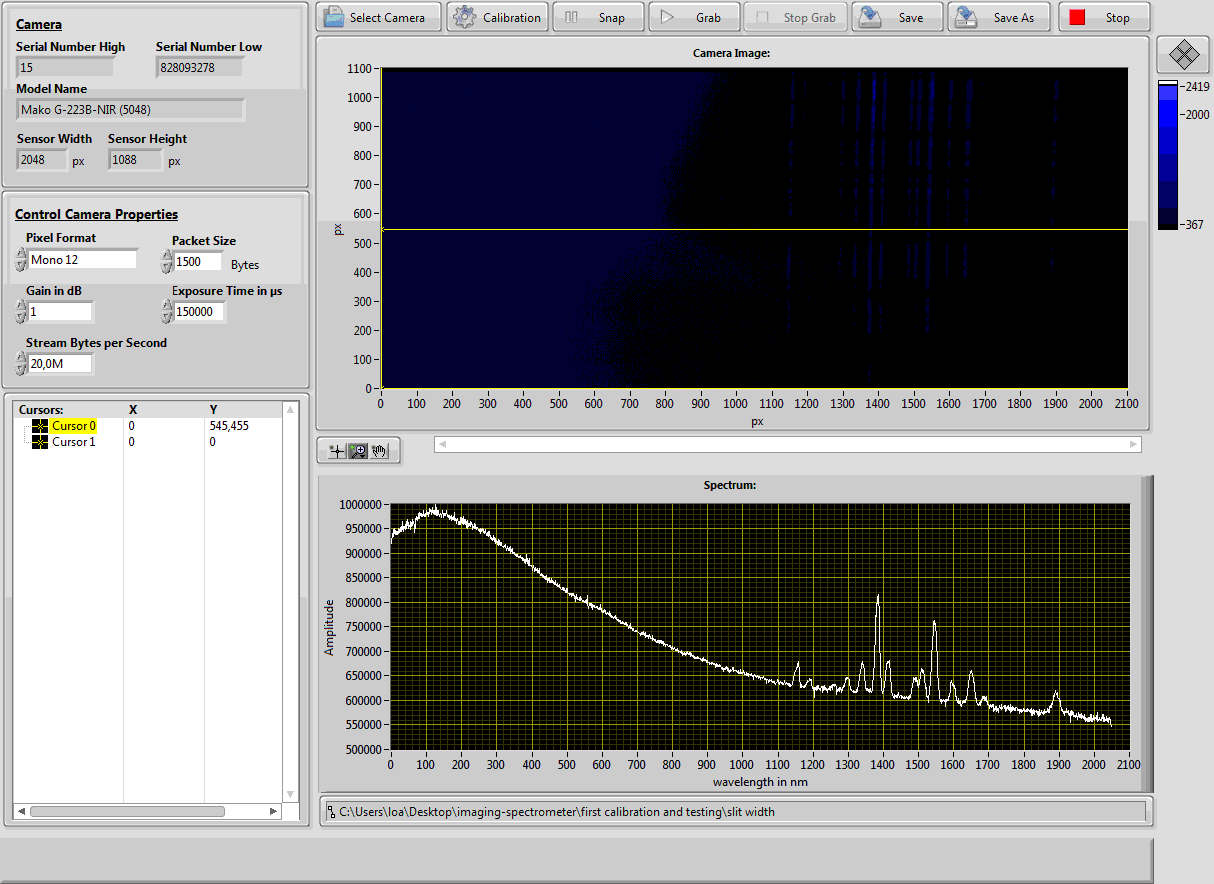 Select Camera Calibration Snap Grab Stop Grab Save Save As Stop
Camera
Serial Number High Serial Number Low
15 828093278
Model Name
Mako G-223B-NIR (5048)
Sensor Width Sensor Height
2048 px 1088 px
Control Camera Properties
Pixel Format Packet Size
Mono 12 1500 Bytes
Gain in dB Exposure Time in µs
1 150000
Stream Bytes per Second
20,0M
Cursors: X Y
Cursor 0 0 545,455
Cursor 1 0 0
Camera Image:
1100
1000
900
800
700
600
500
400
300
200
100
0
px
0 100 200 300 400 500 600 700 800 900 1000 1100 1200 1300 1400 1500 1600 1700 1800 1900 2000 2100
px
2419
2000
367
Spectrum:
1000000
950000
900000
850000
800000
750000
700000
650000
600000
550000
500000
Amplitude
0 100 200 300 400 500 600 700 800 900 1000 1100 1200 1300 1400 1500 1600 1700 1800 1900 2000 2100
wavelength in nm
C:\Users\loa\Desktop\imaging-spectrometer\first calibration and testing\slit width